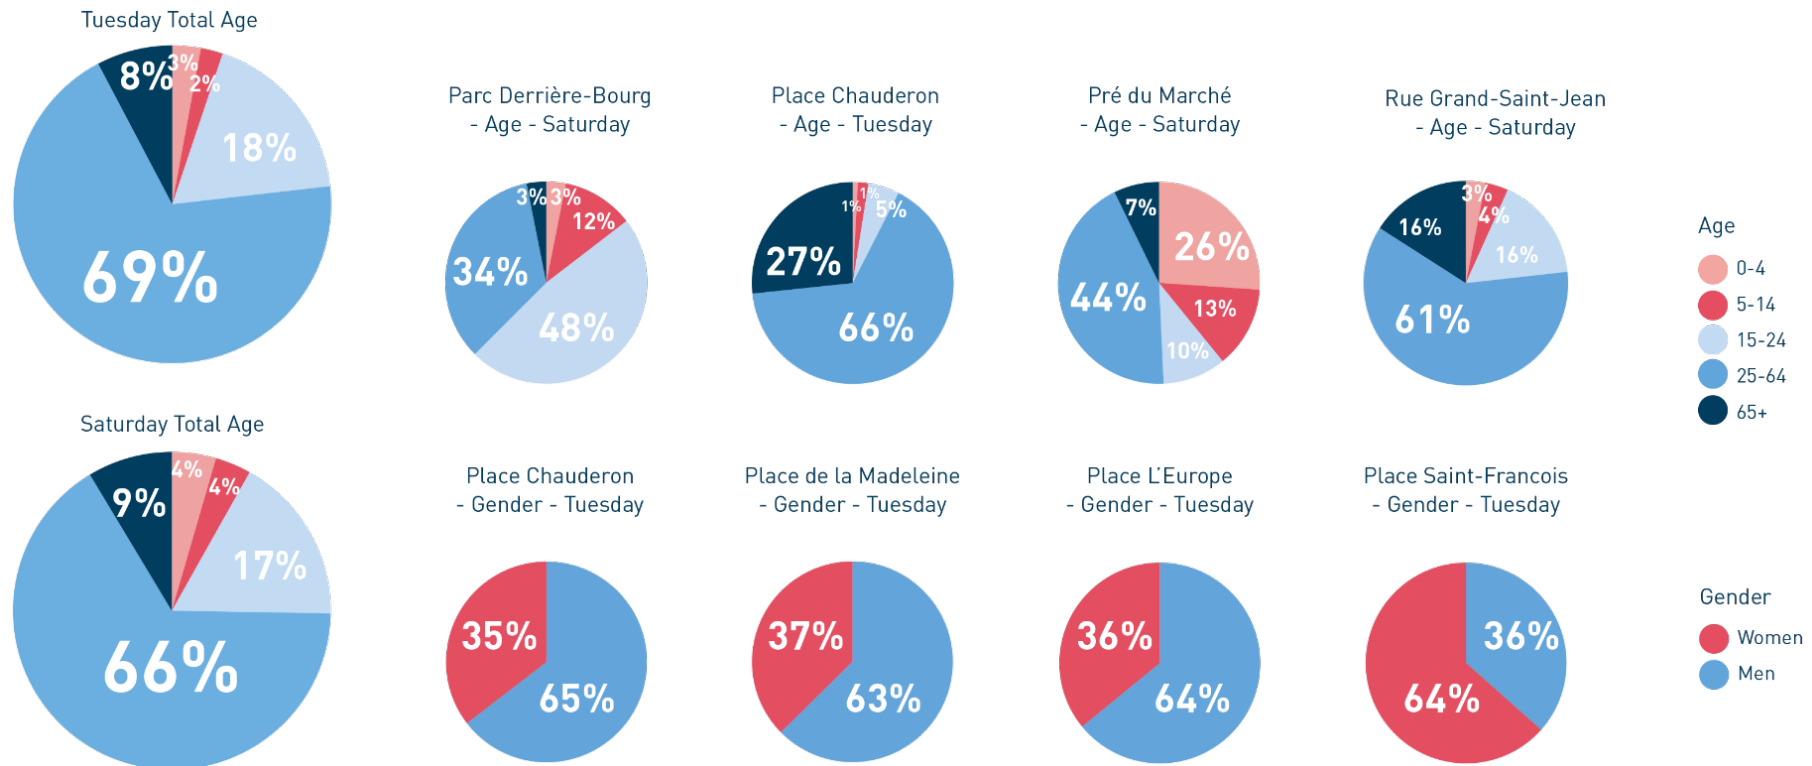 Tuesday Total Age
8%
3%
2%
18%
69%
Parc Derrière-Bourg
- Age - Saturday
3%
3%
12%
34%
48%
Place Chauderon
- Age - Tuesday
1%
1%
5%
27%
66%
Pré du Marché
- Age - Saturday
7%
26%
44%
13%
10%
Rue Grand-Saint-Jean
- Age - Saturday
3%
4%
16%
16%
61%
Age
0-4
5-14
15-24
25-64
65+
Saturday Total Age
4%
4%
9%
17%
66%
Place Chauderon
- Gender - Tuesday
35%
65%
Place de la Madeleine
- Gender - Tuesday
37%
63%
Place L'Europe
- Gender - Tuesday
36%
64%
Place Saint-Francois
- Gender - Tuesday
36%
64%
Gender
Women
Men